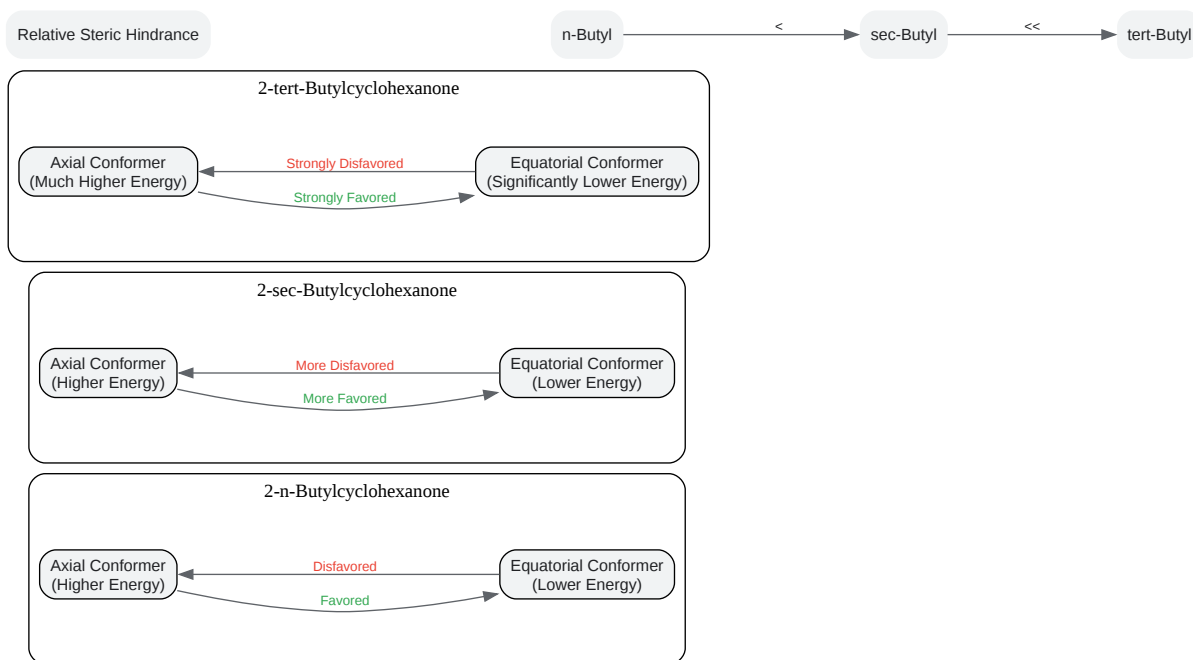 Relative Steric Hindrance
n-Butyl
<
sec-Butyl
<<
tert-Butyl
2-tert-Butylcyclohexanone
Axial Conformer
(Much Higher Energy)
Strongly Disfavored
Strongly Favored
Equatorial Conformer
(Significantly Lower Energy)
2-sec-Butylcyclohexanone
Axial Conformer
(Higher Energy)
More Disfavored
More Favored
Equatorial Conformer
(Lower Energy)
2-n-Butylcyclohexanone
Axial Conformer
(Higher Energy)
Disfavored
Favored
Equatorial Conformer
(Lower Energy)